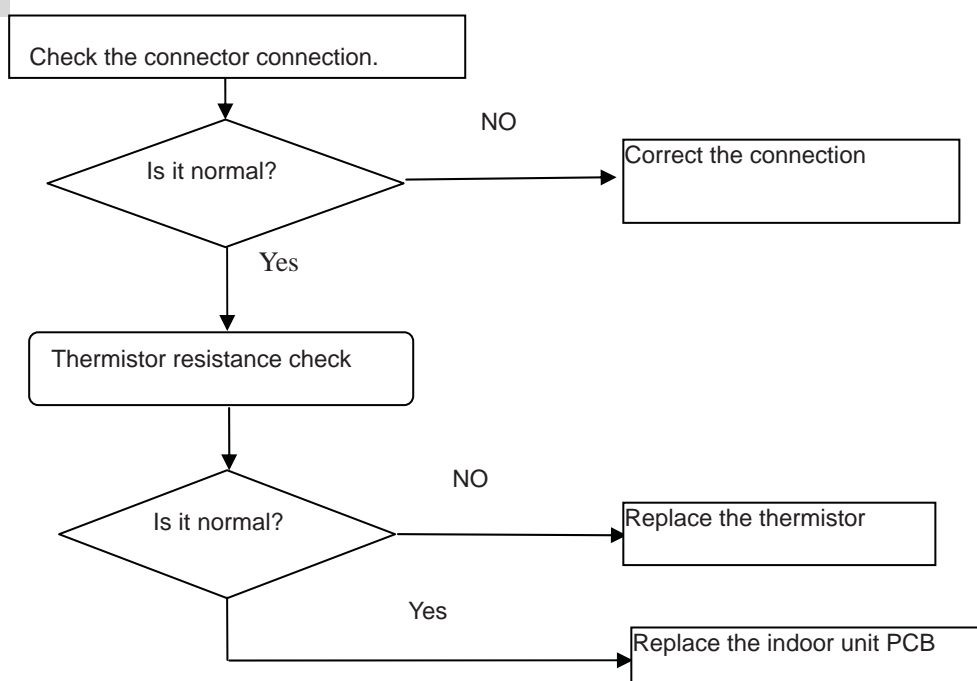 Check the connector connection.
NO
Is it normal?
Correct the connection
Yes
Thermistor resistance check
NO
Is it normal?
Replace the thermistor
Yes
Replace the indoor unit PCB